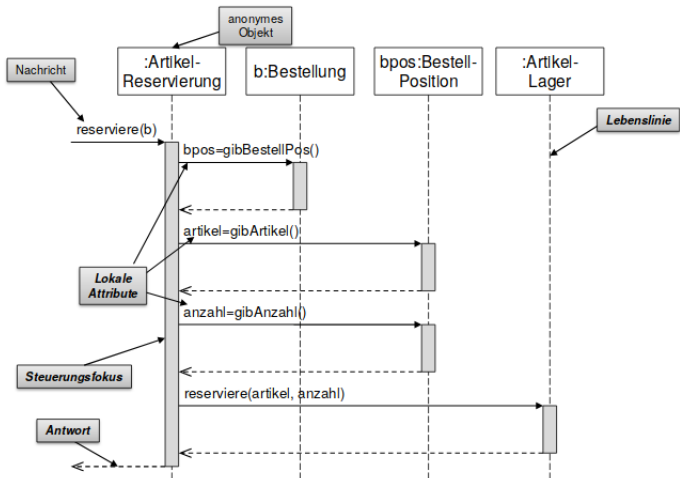 anonymes
Objekt
Nachricht
:Artikel-
Reservierung
b:Bestellung
bpos:Bestell-
Position
:Artikel-
Lager
reserviere(b)
Lebenslinie
bpos=gibBestellPos()
artikel=gibArtikel()
Lokale
Attribute
anzahl=gibAnzahl()
Steuerungsfokus
reserviere(artikel, anzahl)
Antwort